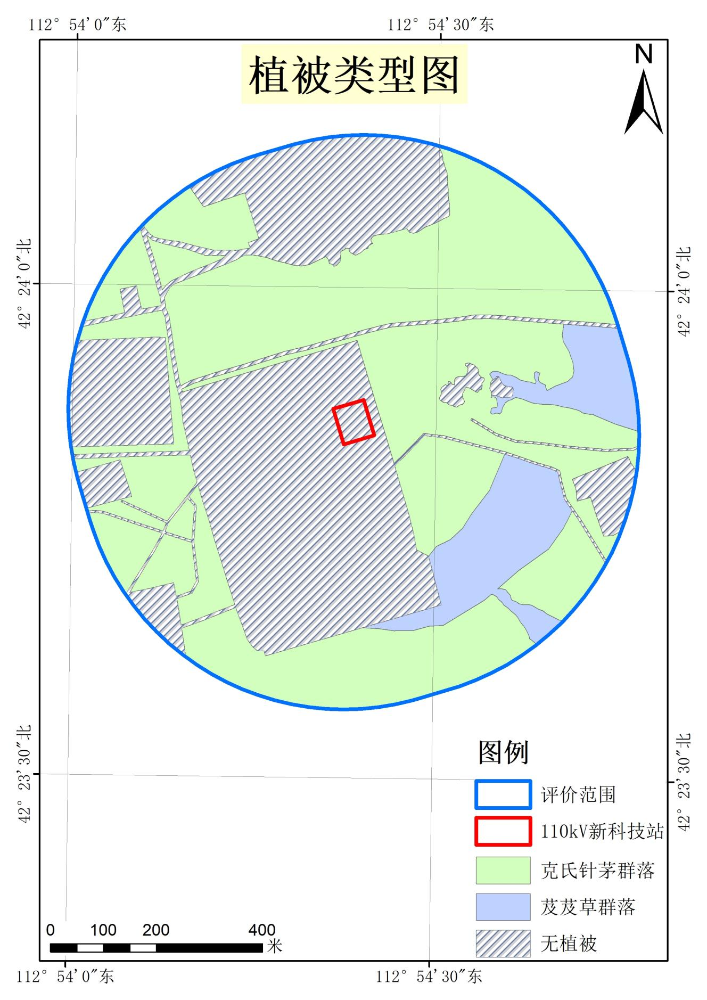 112° 54′0″东
112° 54′30″东
植被类型图
N
42° 24′0″北
42° 24′0″北
42° 23′30″北
42° 23′30″北
图例
评价范围
110kV新科技站
克氏针茅群落
芨芨草群落
无植被
0 100 200 400
米
112° 54′0″东
112° 54′30″东